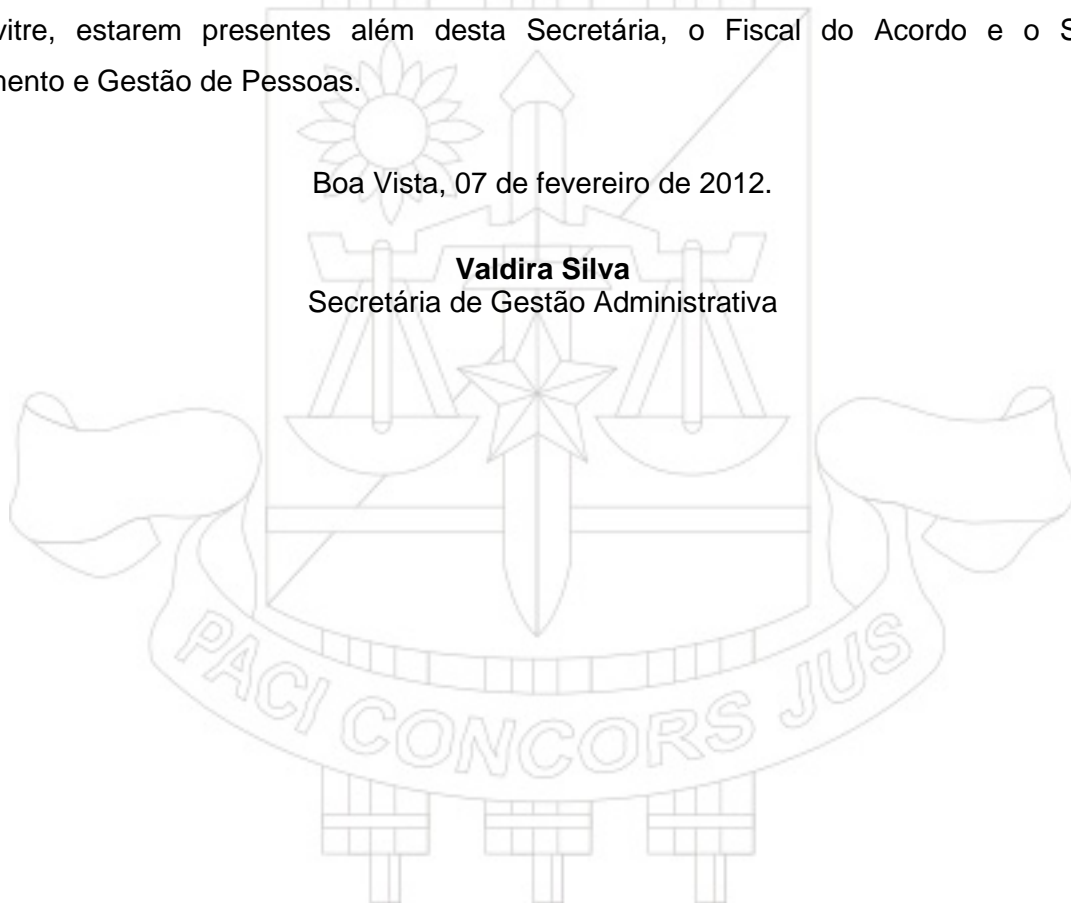 vitre, estarem presentes além desta Secretária, o Fiscal do Acordo e o S
ento e Gestão de Pessoas.
Boa Vista, 07 de fevereiro de 2012.
Valdira Silva
Secretária de Gestão Administrativa
PACI CONCORS JUS